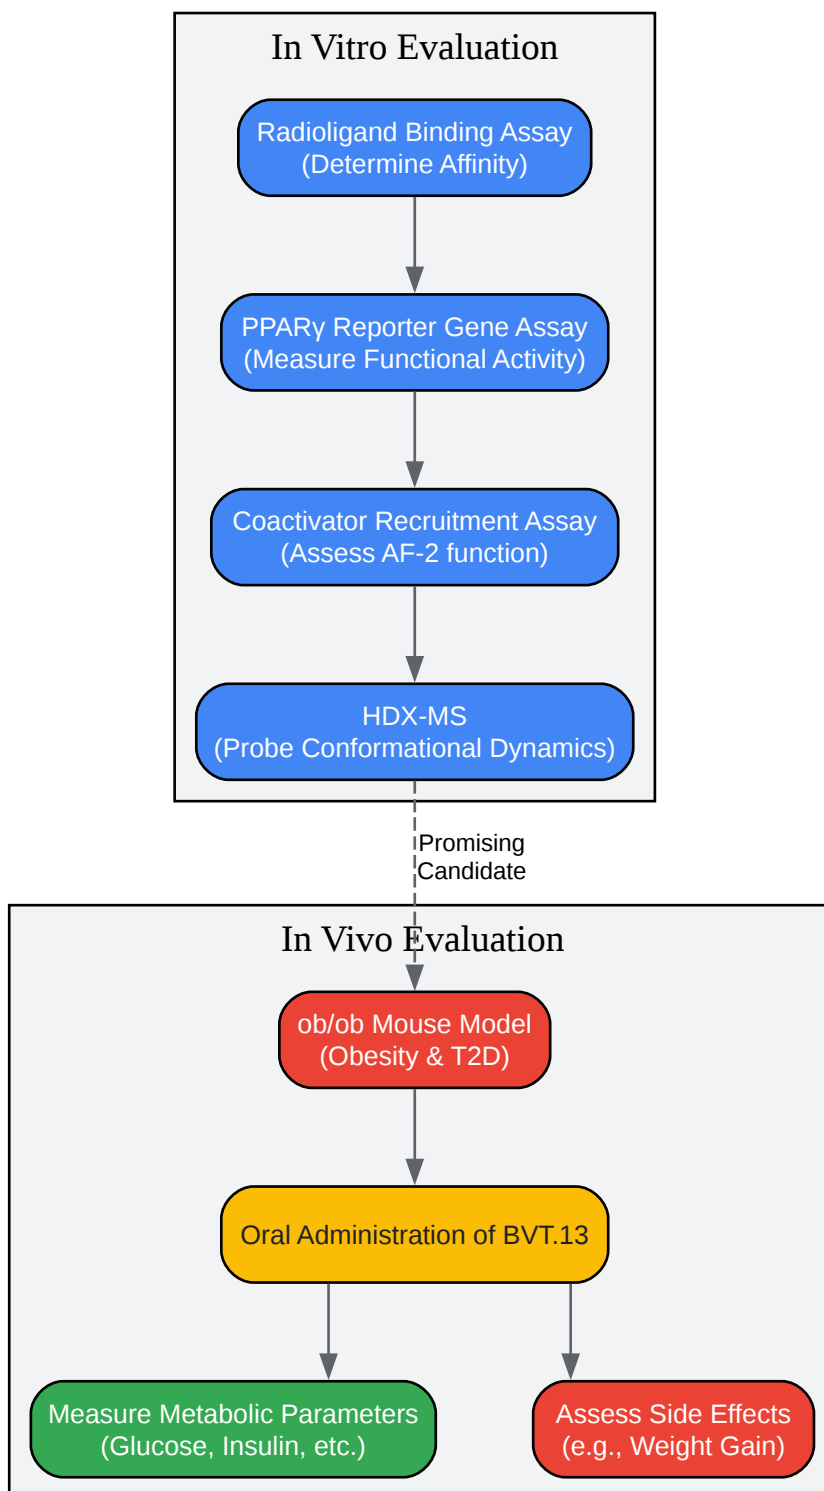 In Vitro Evaluation
Radioligand Binding Assay
(Determine Affinity)
PPARγ Reporter Gene Assay
(Measure Functional Activity)
Coactivator Recruitment Assay
(Assess AF-2 function)
HDX-MS
(Probe Conformational Dynamics)
Promising
Candidate
In Vivo Evaluation
ob/ob Mouse Model
(Obesity & T2D)
Oral Administration of BVT.13
Measure Metabolic Parameters
(Glucose, Insulin, etc.)
Assess Side Effects
(e.g., Weight Gain)